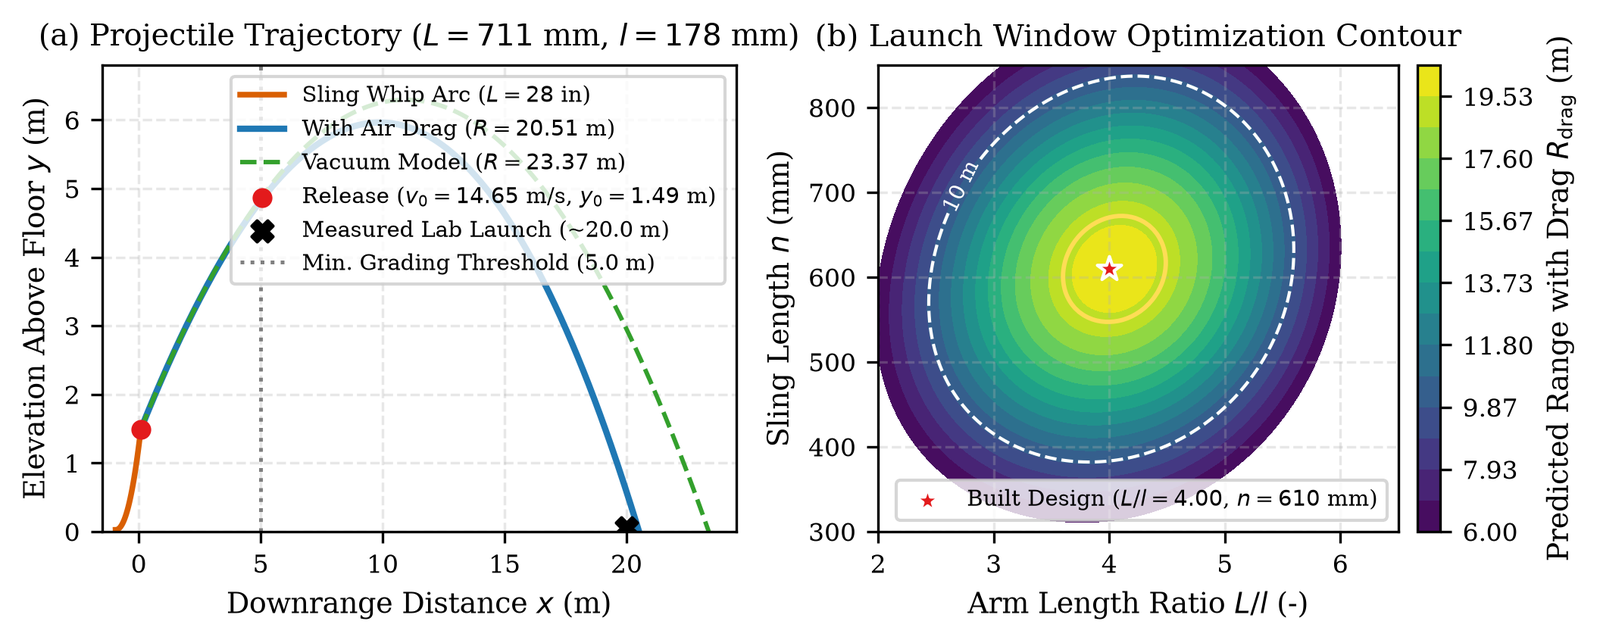 (a) Projectile Trajectory (L = 711 mm, l = 178 mm)
Elevation Above Floor y (m)
6
5
4
3
2
1
0
Sling Whip Arc (L = 28 in)
With Air Drag (R = 20.51 m)
Vacuum Model (R = 23.37 m)
Release (v₀ = 14.65 m/s, y₀ = 1.49 m)
Measured Lab Launch (~20.0 m)
Min. Grading Threshold (5.0 m)
0 5 10 15 20
Downrange Distance x (m)
(b) Launch Window Optimization Contour
Sling Length n (mm)
800
700
600
500
400
300
10 m
Built Design (L/l = 4.00, n = 610 mm)
2 3 4 5 6
Arm Length Ratio L/l (-)
19.53
17.60
15.67
13.73
11.80
9.87
7.93
6.00
Predicted Range with Drag R_drag (m)